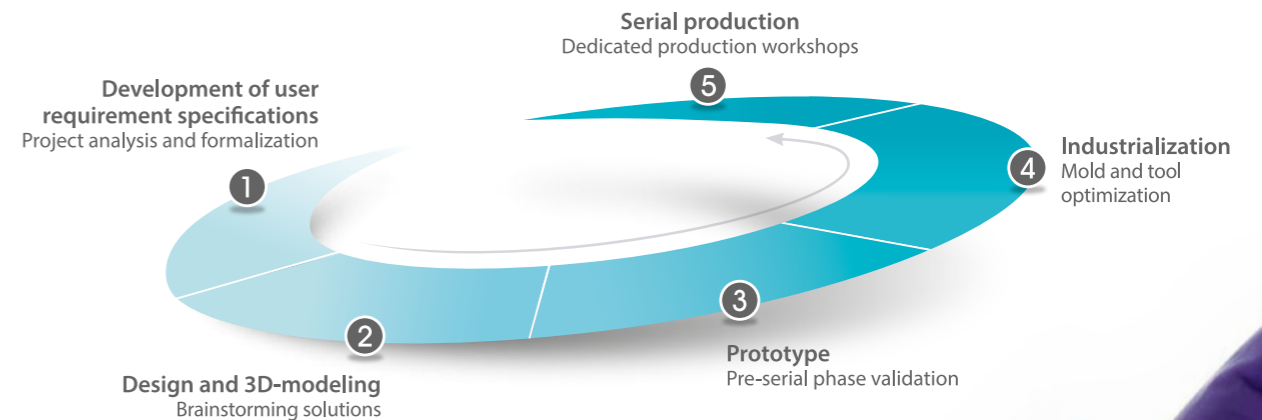 Serial production
Dedicated production workshops
5
Development of user
requirement specifications
Project analysis and formalization
1
Industrialization
Mold and tool
optimization
4
3
Prototype
Pre-serial phase validation
2
Design and 3D-modeling
Brainstorming solutions